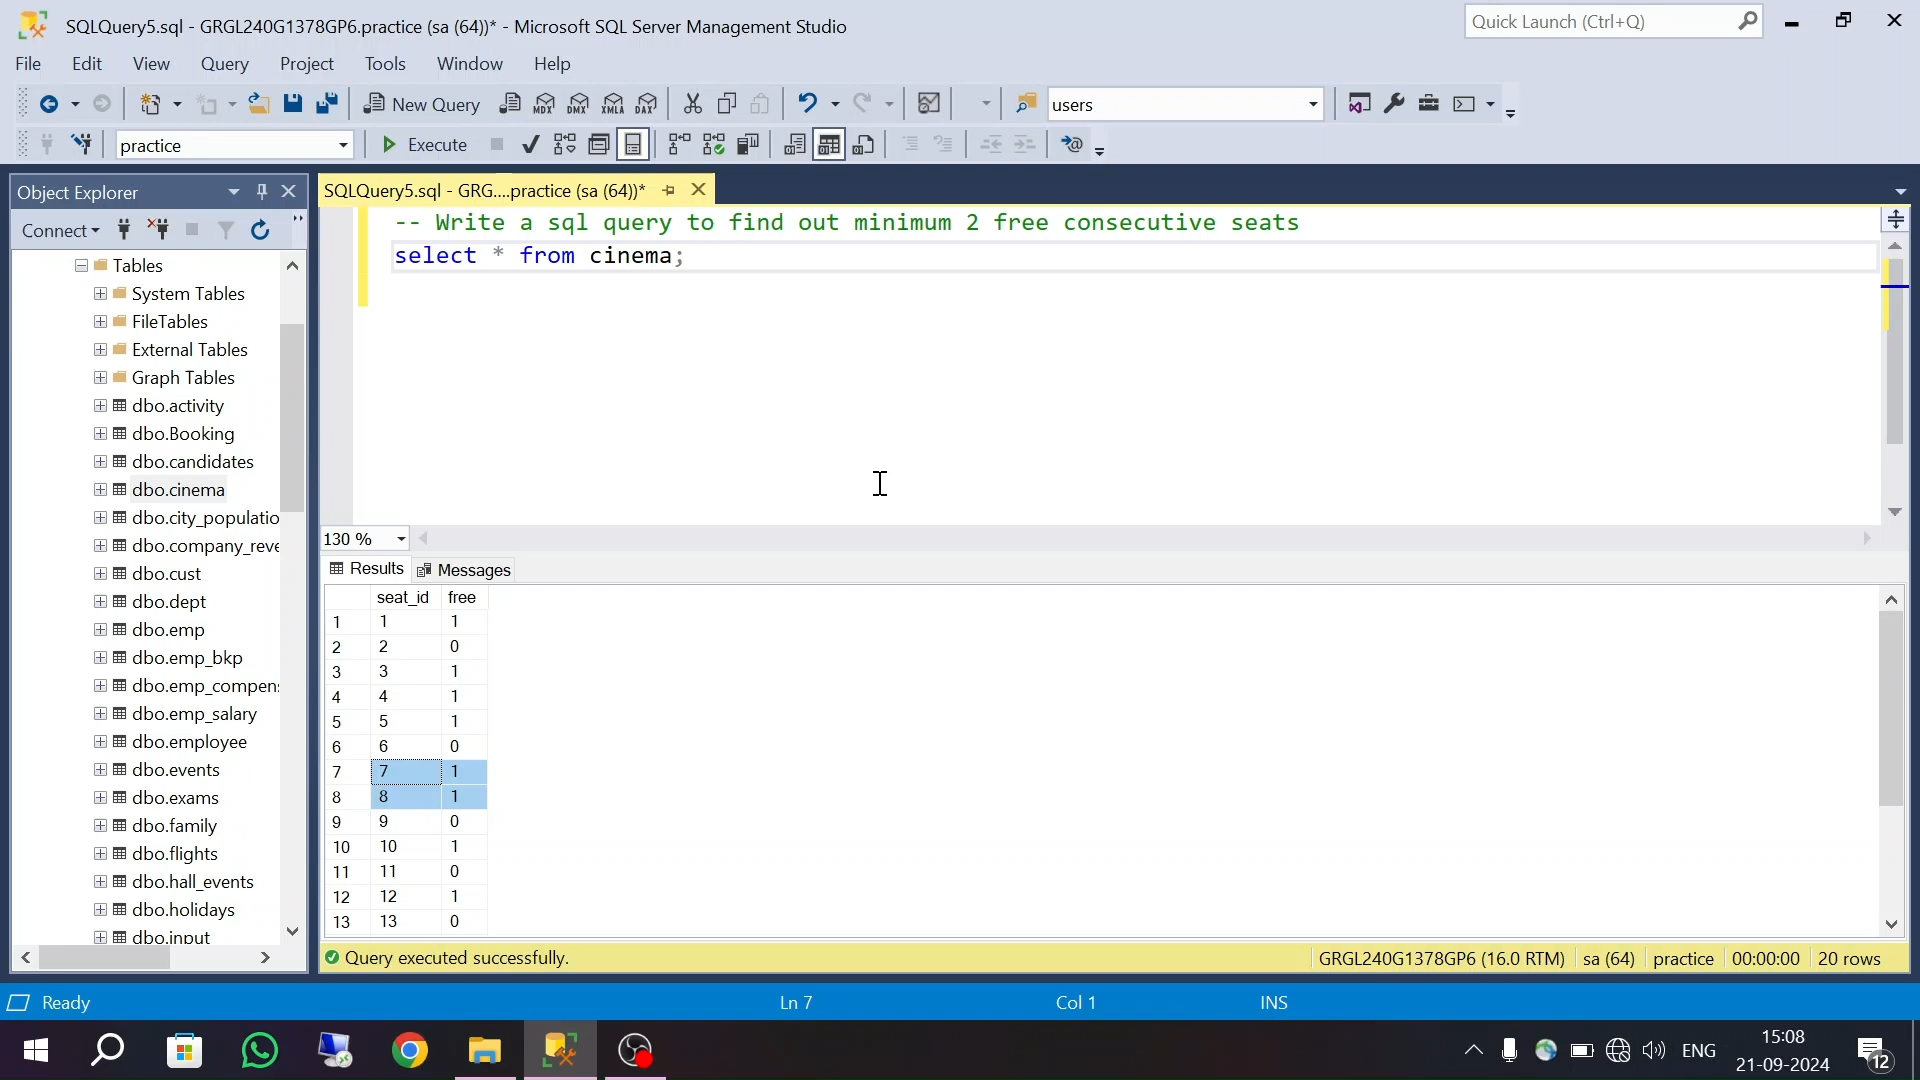 SQLQuery5.sql - GRGL240G1378GP6.practice (sa (64))* - Microsoft SQL Server Management Studio
Quick Launch (Ctrl+Q)
File Edit View Query Project Tools Window Help
New Query MDX DMX XMLA DAX users
practice Execute
Object Explorer
SQLQuery5.sql - GRG....practice (sa (64))*
Connect
-- Write a sql query to find out minimum 2 free consecutive seats
select * from cinema;
Tables
System Tables
FileTables
External Tables
Graph Tables
dbo.activity
dbo.Booking
dbo.candidates
dbo.cinema
dbo.city_populatio
dbo.company_reve
dbo.cust
dbo.dept
dbo.emp
dbo.emp_bkp
dbo.emp_compens
dbo.emp_salary
dbo.employee
dbo.events
dbo.exams
dbo.family
dbo.flights
dbo.hall_events
dbo.holidays
dbo.input
130 %
Results Messages
seat_id free
1 1 1
2 2 0
3 3 1
4 4 1
5 5 1
6 6 0
7 7 1
8 8 1
9 9 0
10 10 1
11 11 0
12 12 1
13 13 0
Query executed successfully. GRGL240G1378GP6 (16.0 RTM) sa (64) practice 00:00:00 20 rows
Ready Ln 7 Col 1 INS
ENG
15:08
21-09-2024
12